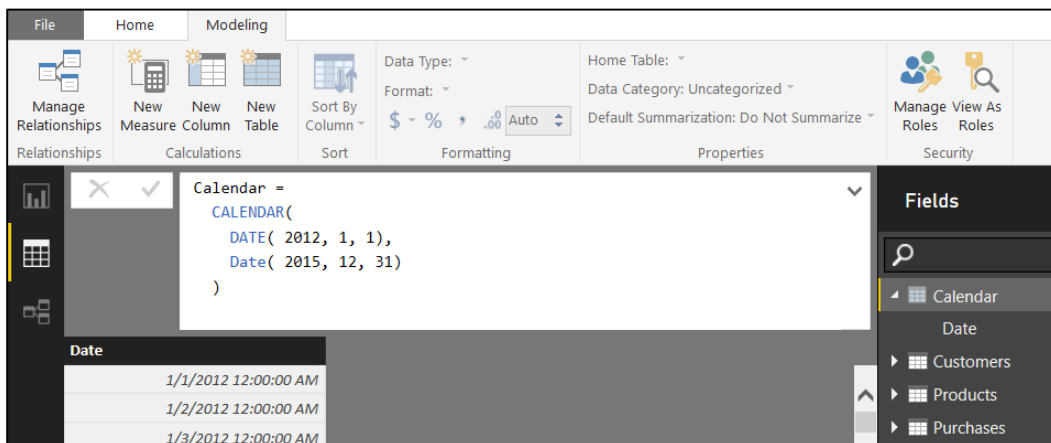 File Home Modeling
Data Type:
Home Table:
Format:
Data Category: Uncategorized
Manage Relationships
New Measure
New Column
New Table
Sort By Column
$ % , .00 Auto
Default Summarization: Do Not Summarize
Manage Roles
View As Roles
Relationships Calculations Sort Formatting Properties Security
Calendar =
CALENDAR(
DATE( 2012, 1, 1),
Date( 2015, 12, 31)
)
Date
1/1/2012 12:00:00 AM
1/2/2012 12:00:00 AM
1/3/2012 12:00:00 AM
Fields
Calendar
Date
Customers
Products
Purchases